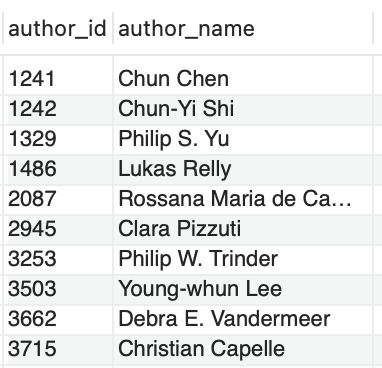 author_id author_name
1241 Chun Chen
1242 Chun-Yi Shi
1329 Philip S. Yu
1486 Lukas Relly
2087 Rossana Maria de Ca...
2945 Clara Pizzuti
3253 Philip W. Trinder
3503 Young-whun Lee
3662 Debra E. Vandermeer
3715 Christian Capelle